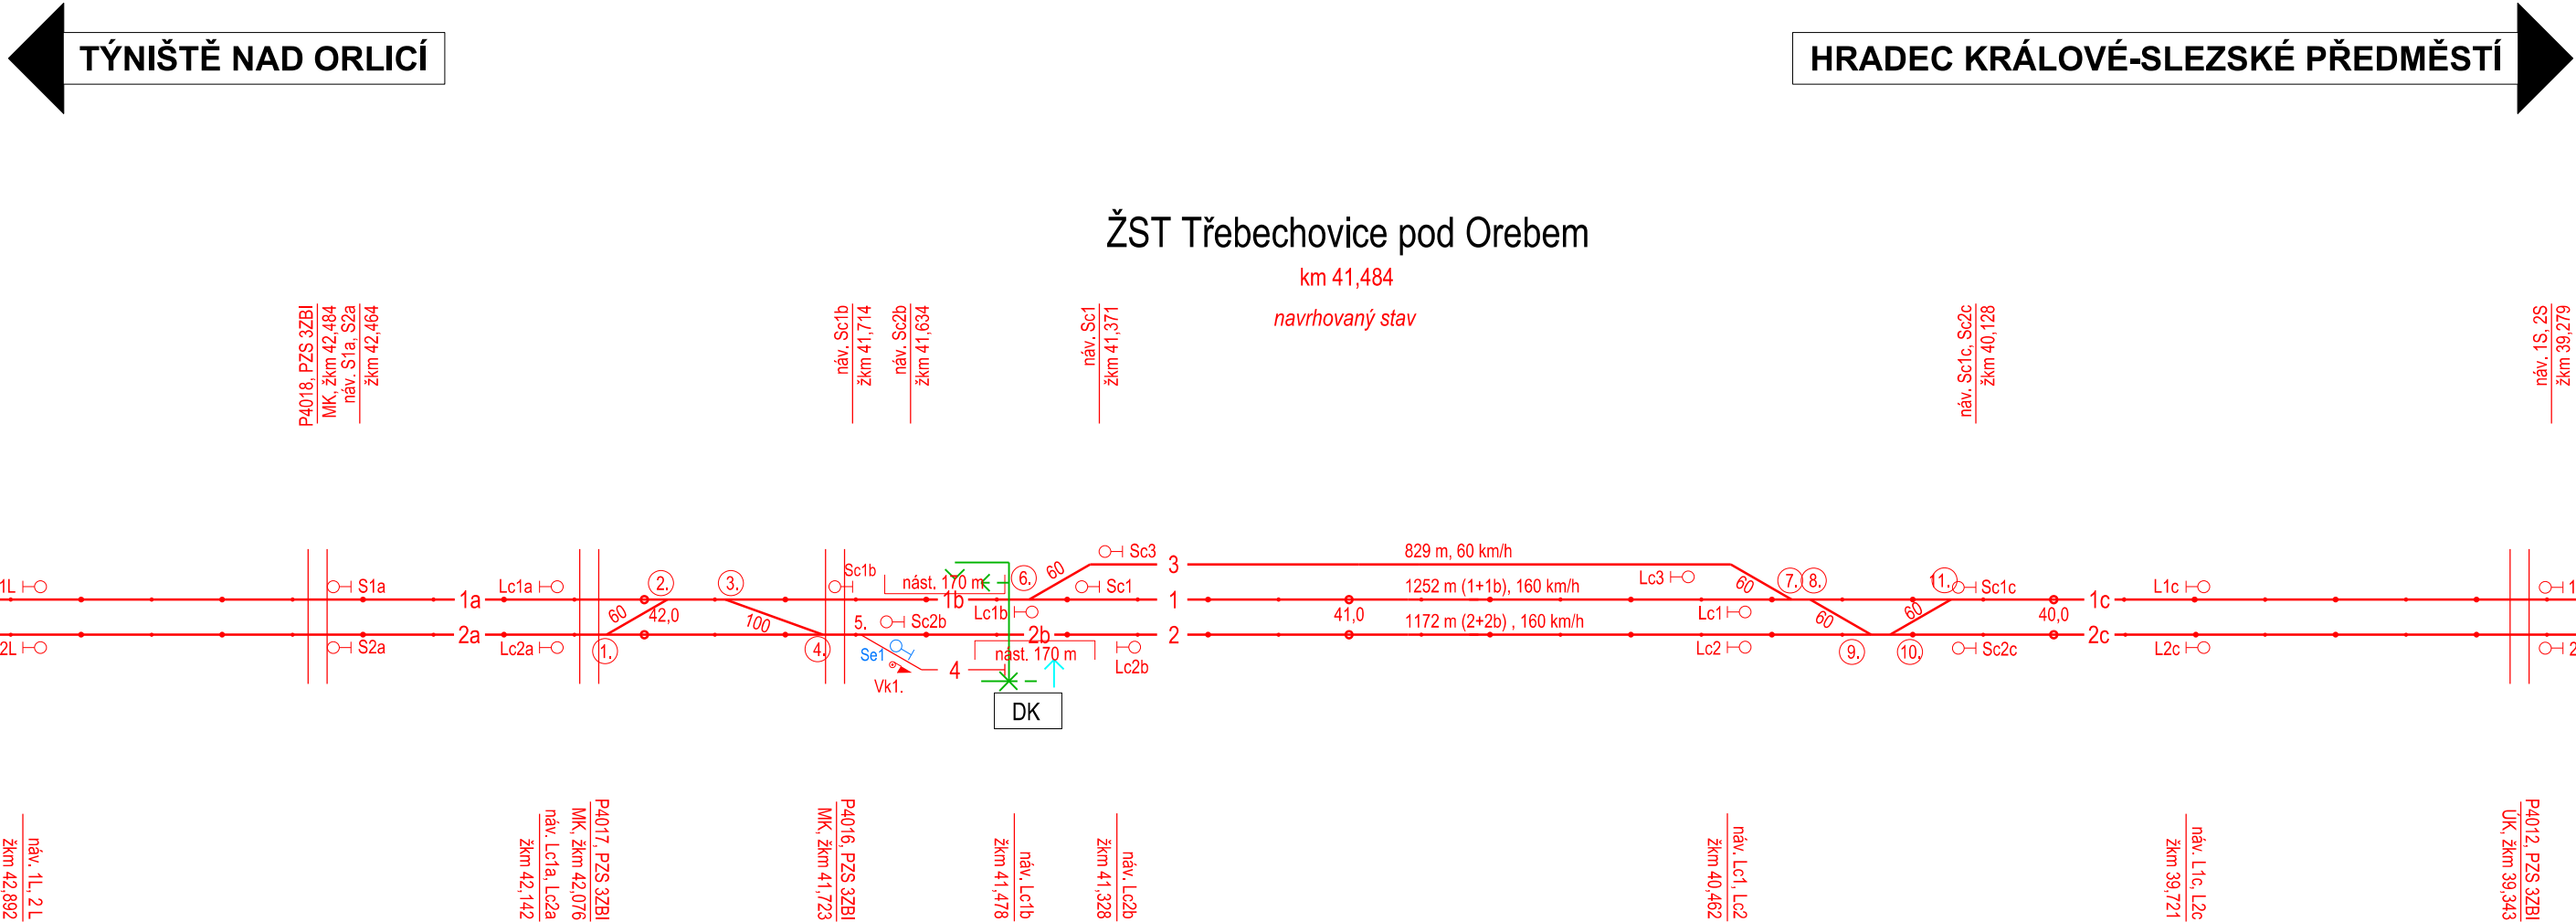 TÝNIŠTĚ NAD ORLICÍ
HRADEC KRÁLOVÉ-SLEZSKÉ PŘEDMĚSTÍ
ŽST Třebechovice pod Orebem
km 41,484
navrhovaný stav
P4018, PZS 3ZBI
MK, žkm 42,484
náv. S1a, S2a
žkm 42,464
náv. Sc1b
žkm 41,714
náv. Sc2b
žkm 41,634
náv. Sc1
žkm 41,371
náv. Sc1c, Sc2c
žkm 40,128
náv. 1S, 2S
žkm 39,279
Sc3
3
829 m, 60 km/h
60
1L
S1a
1a
Lc1a
2.
3.
Sc1b
nást. 170 m
1b
6.
Sc1
1
1252 m (1+1b), 160 km/h
Lc3
60
7.
8.
11.
Sc1c
1c
L1c
1
60
42,0
100
5.
Sc2b
Lc1b
41,0
Lc1
60
60
40,0
2L
S2a
2a
Lc2a
1.
4.
Se1
Vk1.
4
2b
nást. 170 m
Lc2b
2
1172 m (2+2b) , 160 km/h
Lc2
9.
10.
Sc2c
2c
L2c
2
DK
náv. 1L, 2 L
žkm 42,892
náv. Lc1a, Lc2a
žkm 42,142
P4017, PZS 3ZBI
MK, žkm 42,076
P4016, PZS 3ZBI
MK, žkm 41,723
náv. Lc1b
žkm 41,478
náv. Lc2b
žkm 41,328
náv. Lc1, Lc2
žkm 40,462
náv. L1c, L2c
žkm 39,721
P4012, PZS 3ZBI
ÚK, žkm 39,343